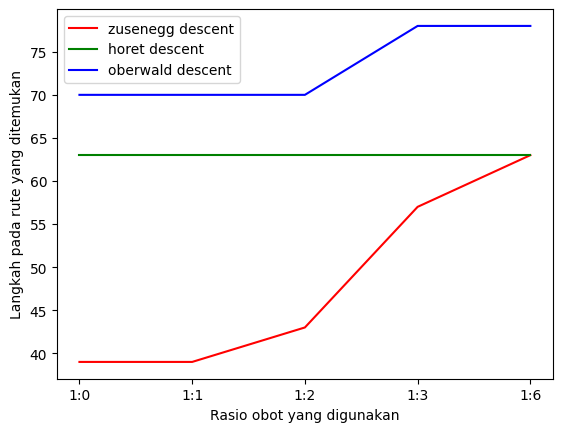 zusenegg descent
horet descent
oberwald descent
75
70
65
60
55
50
45
40
Langkah pada rute yang ditemukan
1:0 1:1 1:2 1:3 1:6
Rasio obot yang digunakan